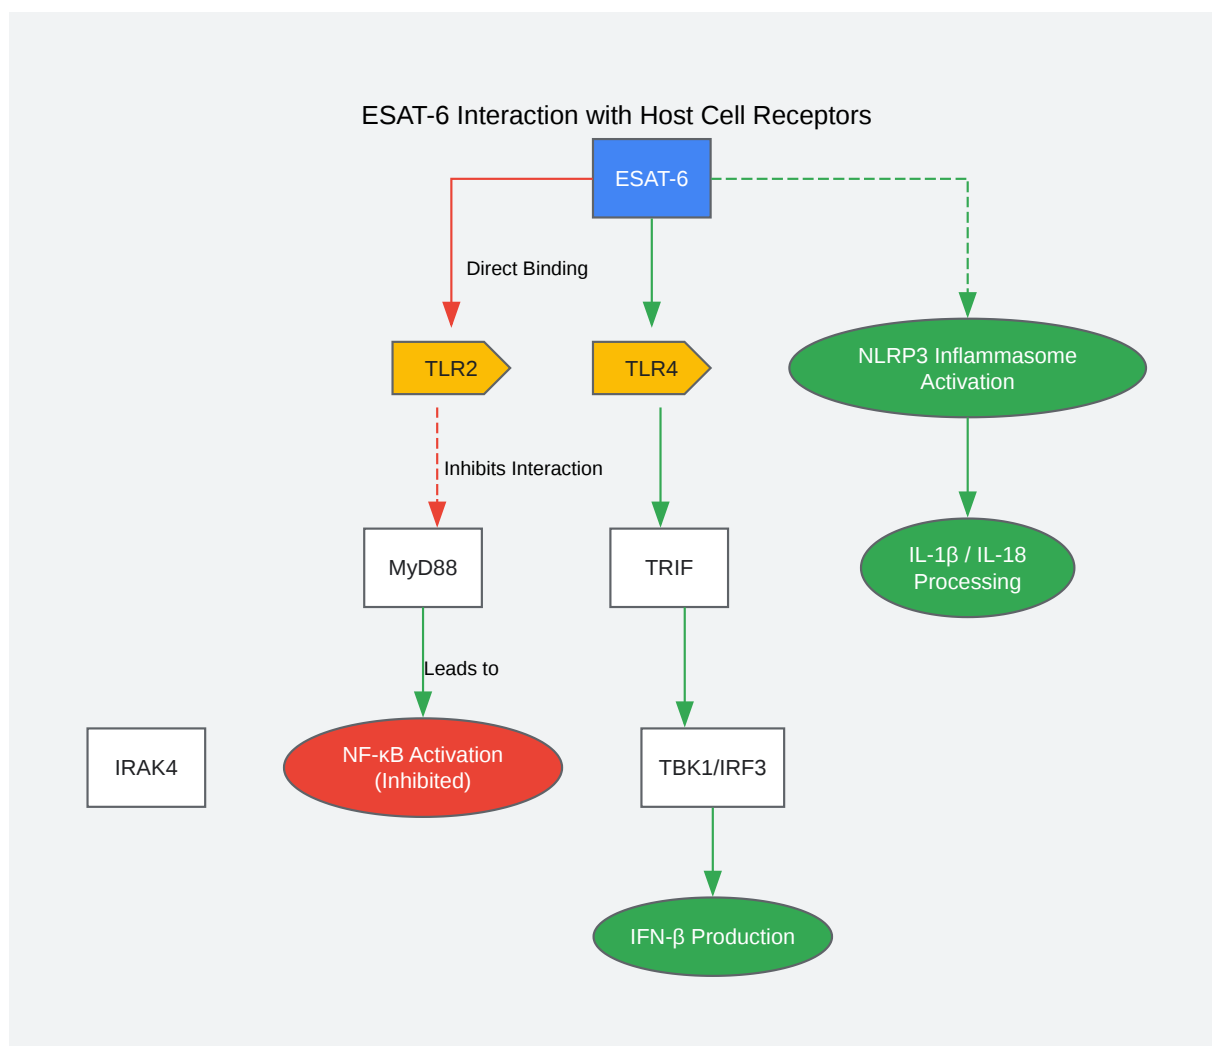 ESAT-6 Interaction with Host Cell Receptors
ESAT-6
Direct Binding
TLR2
TLR4
NLRP3 Inflammasome
Activation
Inhibits Interaction
MyD88
TRIF
IL-1β / IL-18
Processing
Leads to
IRAK4
NF-κB Activation
(Inhibited)
TBK1/IRF3
IFN-β Production